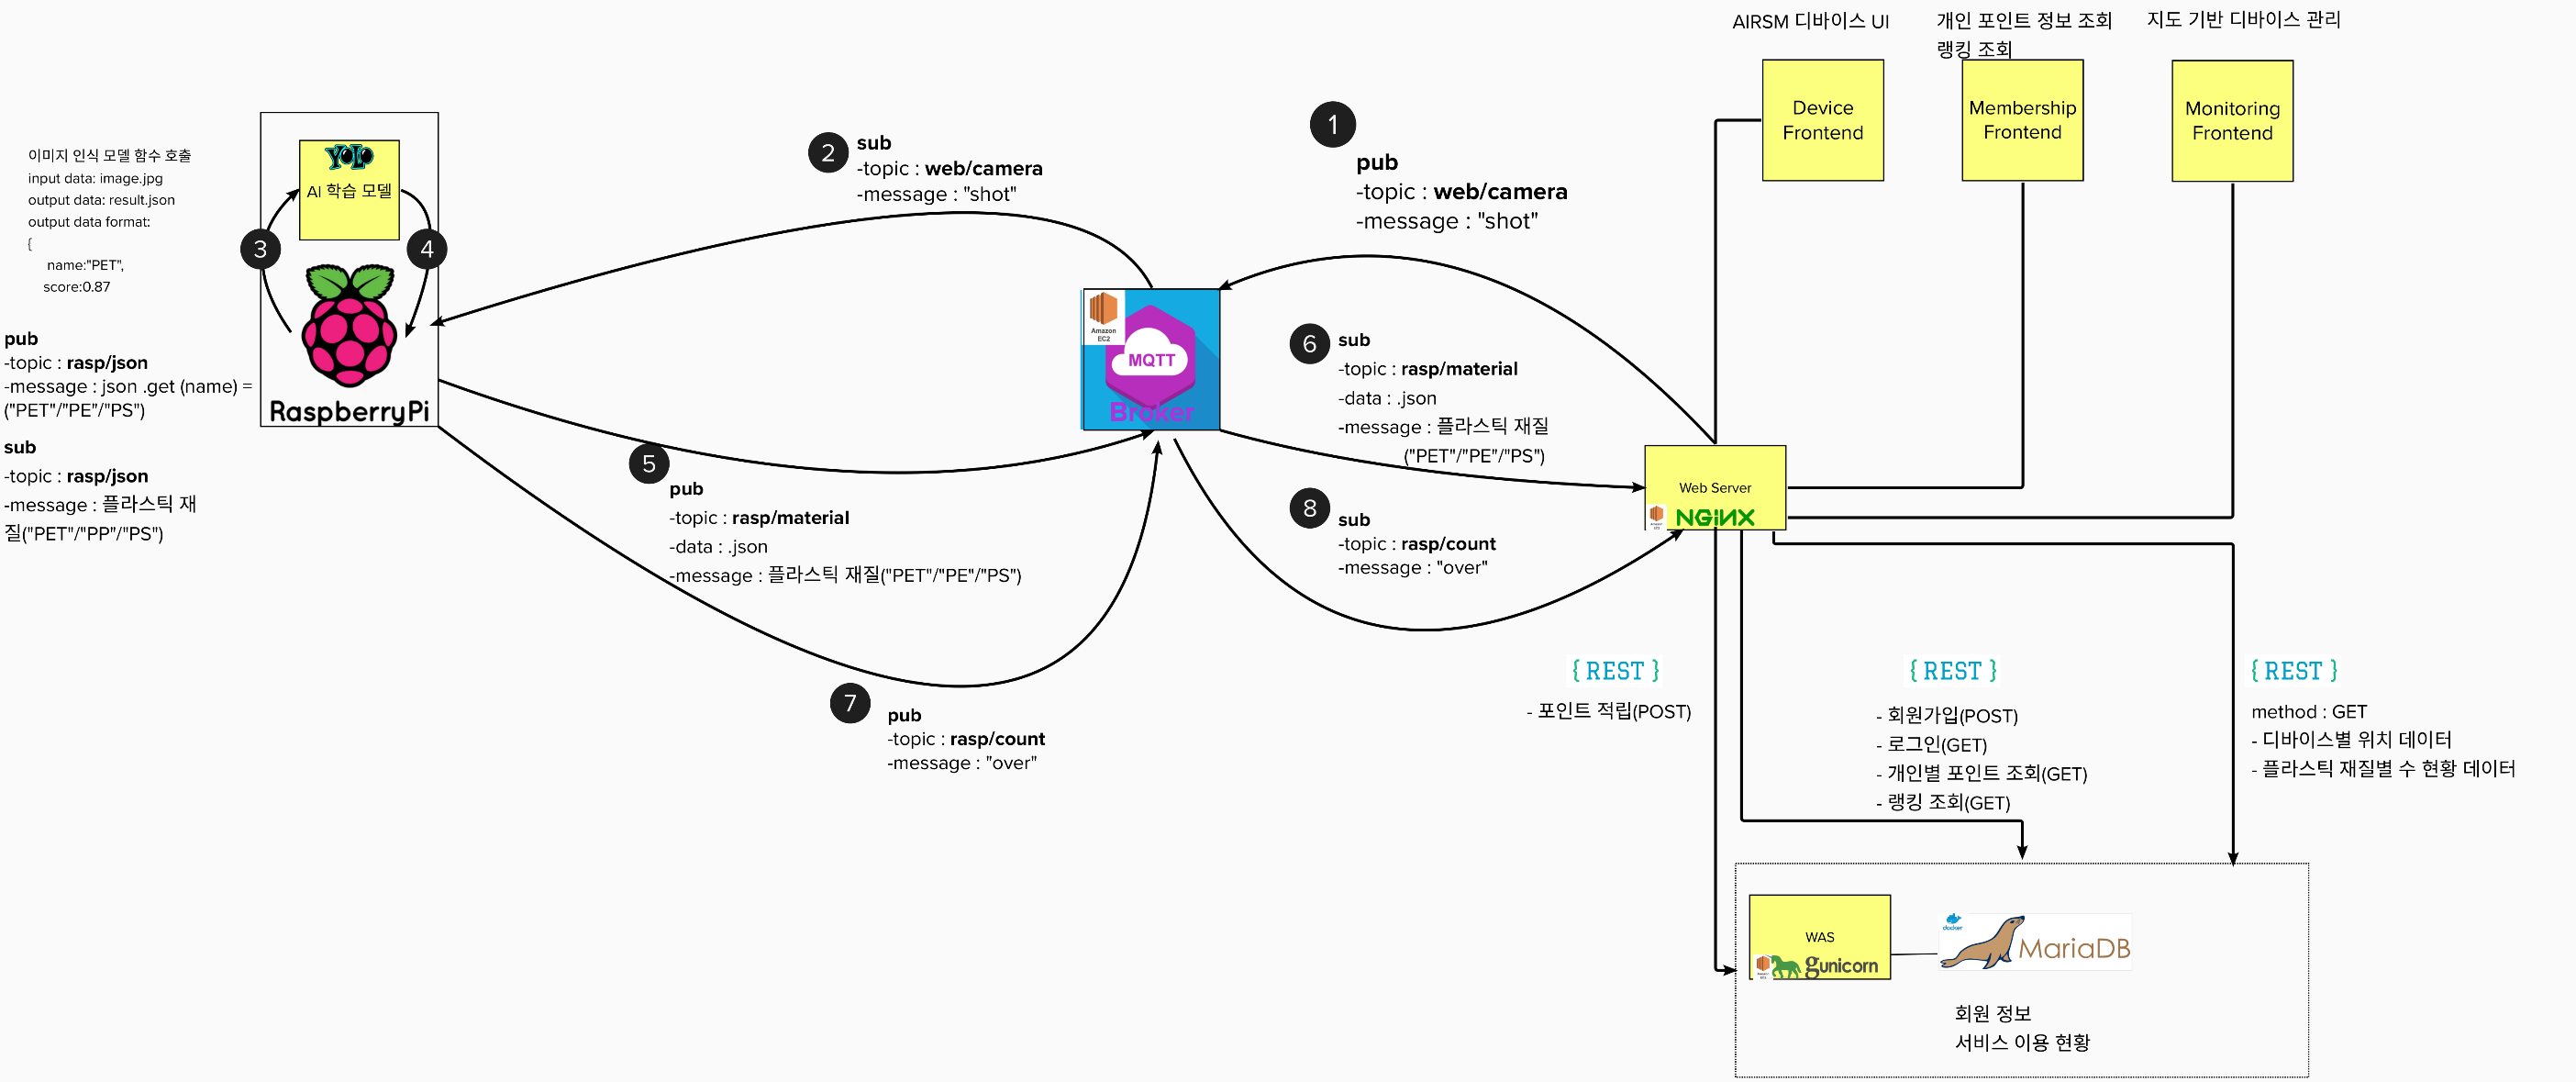 AIRSM 디바이스 UI
개인 포인트 정보 조회
랭킹 조회
지도 기반 디바이스 관리
Device
Frontend
Membership
Frontend
Monitoring
Frontend
이미지 인식 모델 함수 호출
input data: image.jpg
output data: result.json
output data format:
{
name:"PET",
score:0.87
YOLO
AI 학습 모델
3
4
RaspberryPi
pub
-topic : rasp/json
-message : json .get (name) =
("PET"/"PE"/"PS")
sub
-topic : rasp/json
-message : 플라스틱 재
질("PET"/"PP"/"PS")
2
sub
-topic : web/camera
-message : "shot"
1
pub
-topic : web/camera
-message : "shot"
Amazon
EC2
MQTT
Broker
6
sub
-topic : rasp/material
-data : .json
-message : 플라스틱 재질
("PET"/"PE"/"PS")
5
pub
-topic : rasp/material
-data : .json
-message : 플라스틱 재질("PET"/"PE"/"PS")
8
sub
-topic : rasp/count
-message : "over"
7
pub
-topic : rasp/count
-message : "over"
Web Server
NGiNX
{ REST }
- 포인트 적립(POST)
{ REST }
- 회원가입(POST)
- 로그인(GET)
- 개인별 포인트 조회(GET)
- 랭킹 조회(GET)
{ REST }
method : GET
- 디바이스별 위치 데이터
- 플라스틱 재질별 수 현황 데이터
WAS
gunicorn
docker
MariaDB
회원 정보
서비스 이용 현황